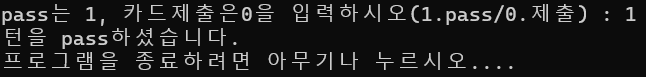 pass는 1, 카드제출은0을 입력하시오(1.pass/0.제출) : 1
턴을 pass하셨습니다.
프로그램을 종료하려면 아무키나 누르시오....